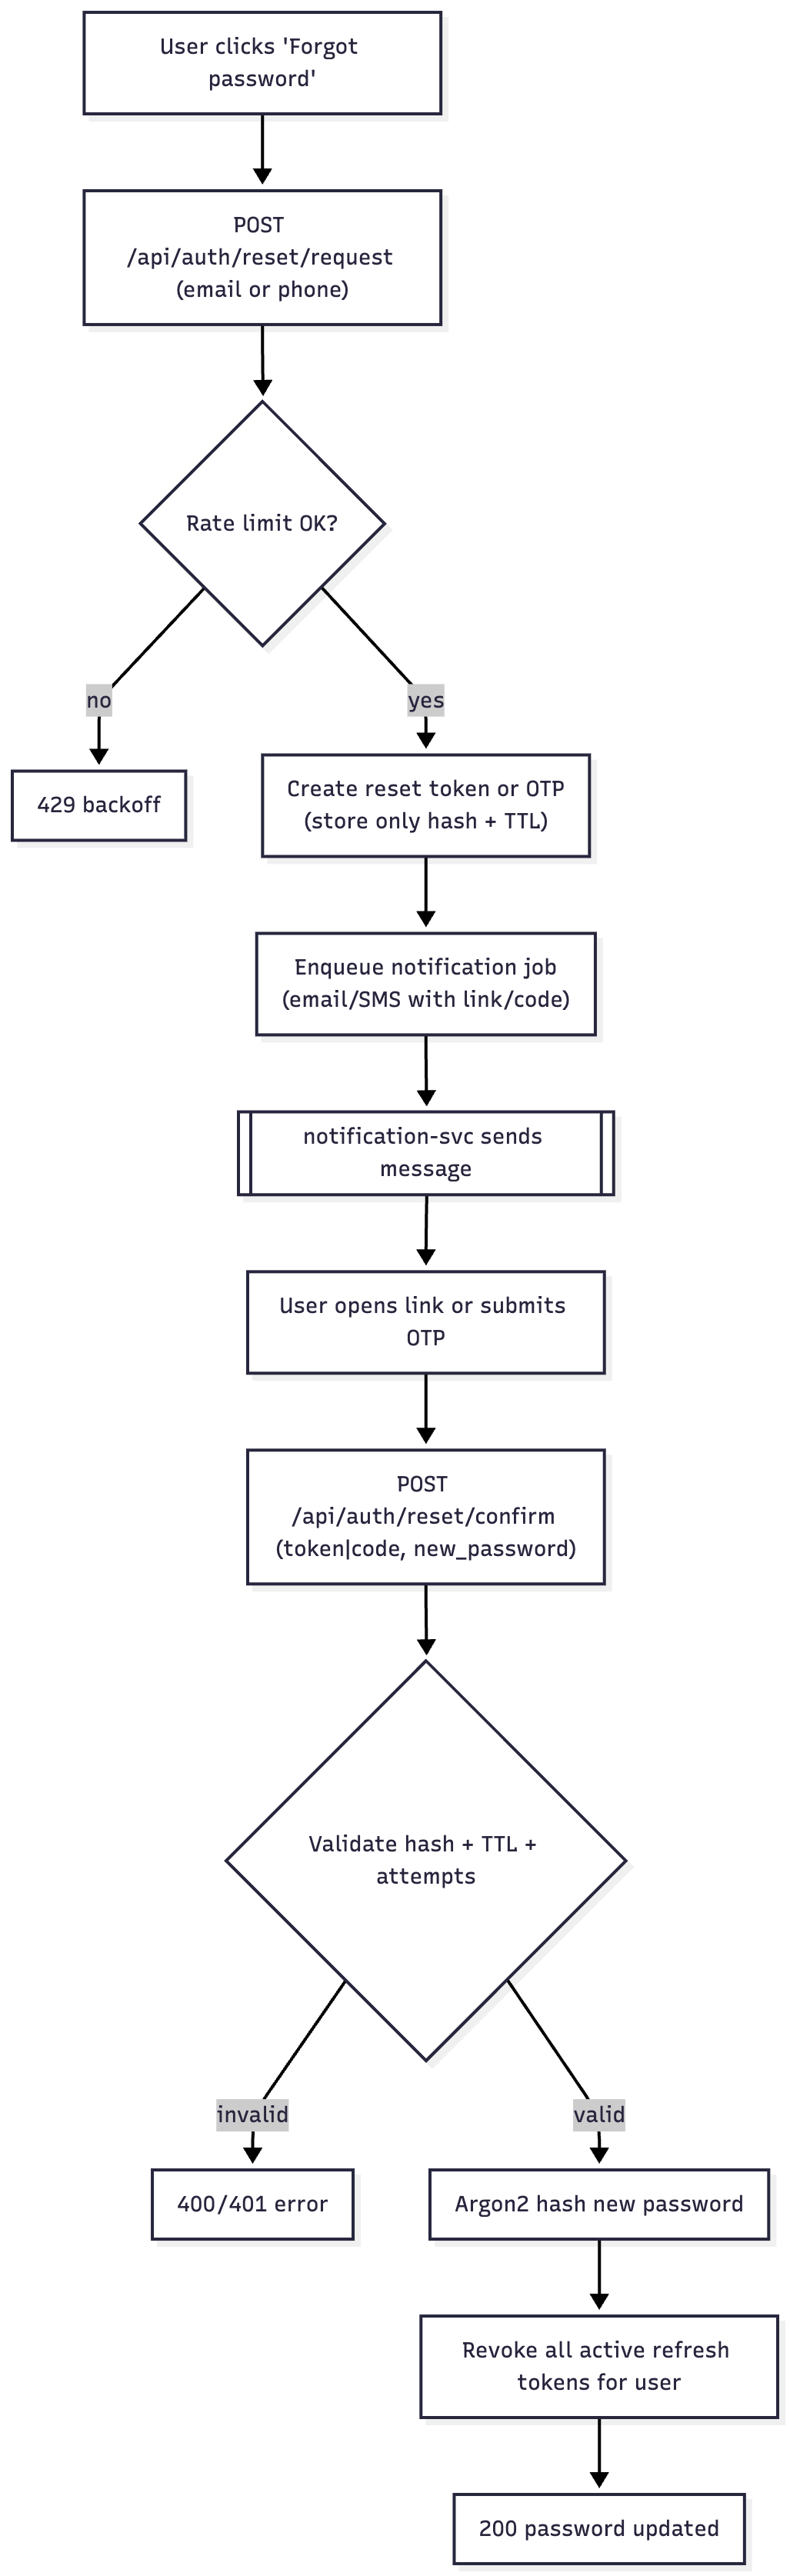 User clicks 'Forgot
password'
POST
/api/auth/reset/request
(email or phone)
Rate limit OK?
no
yes
429 backoff
Create reset token or OTP
(store only hash + TTL)
Enqueue notification job
(email/SMS with link/code)
notification-svc sends
message
User opens link or submits
OTP
POST
/api/auth/reset/confirm
(token|code, new_password)
Validate hash + TTL +
attempts
invalid
valid
400/401 error
Argon2 hash new password
Revoke all active refresh
tokens for user
200 password updated